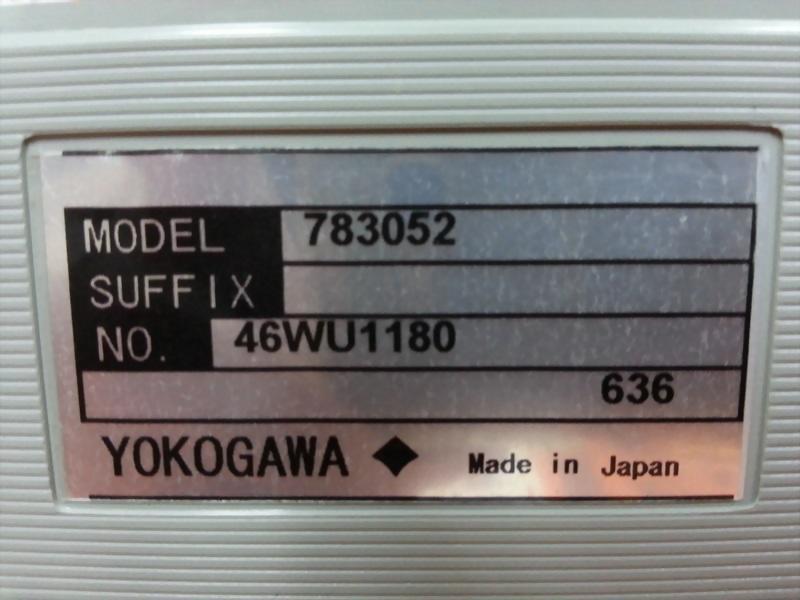 MODEL 783052
SUFFIX
NO. 46WU1180
636
YOKOGAWA ◆ Made in Japan